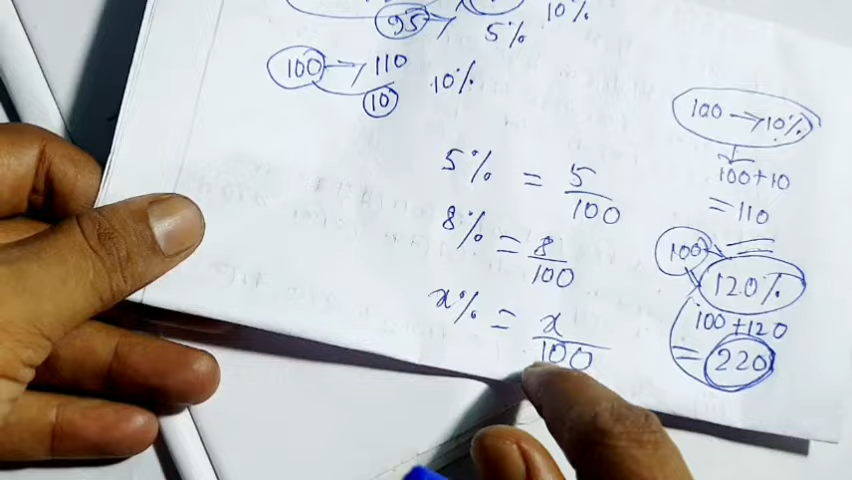 10%
95 5%
100 → 110
10 10%
5% = 5/100
8% = 8/100
x% = x/100
100 → 10%
100+10
= 110
100 → 120%
100+120
= 220